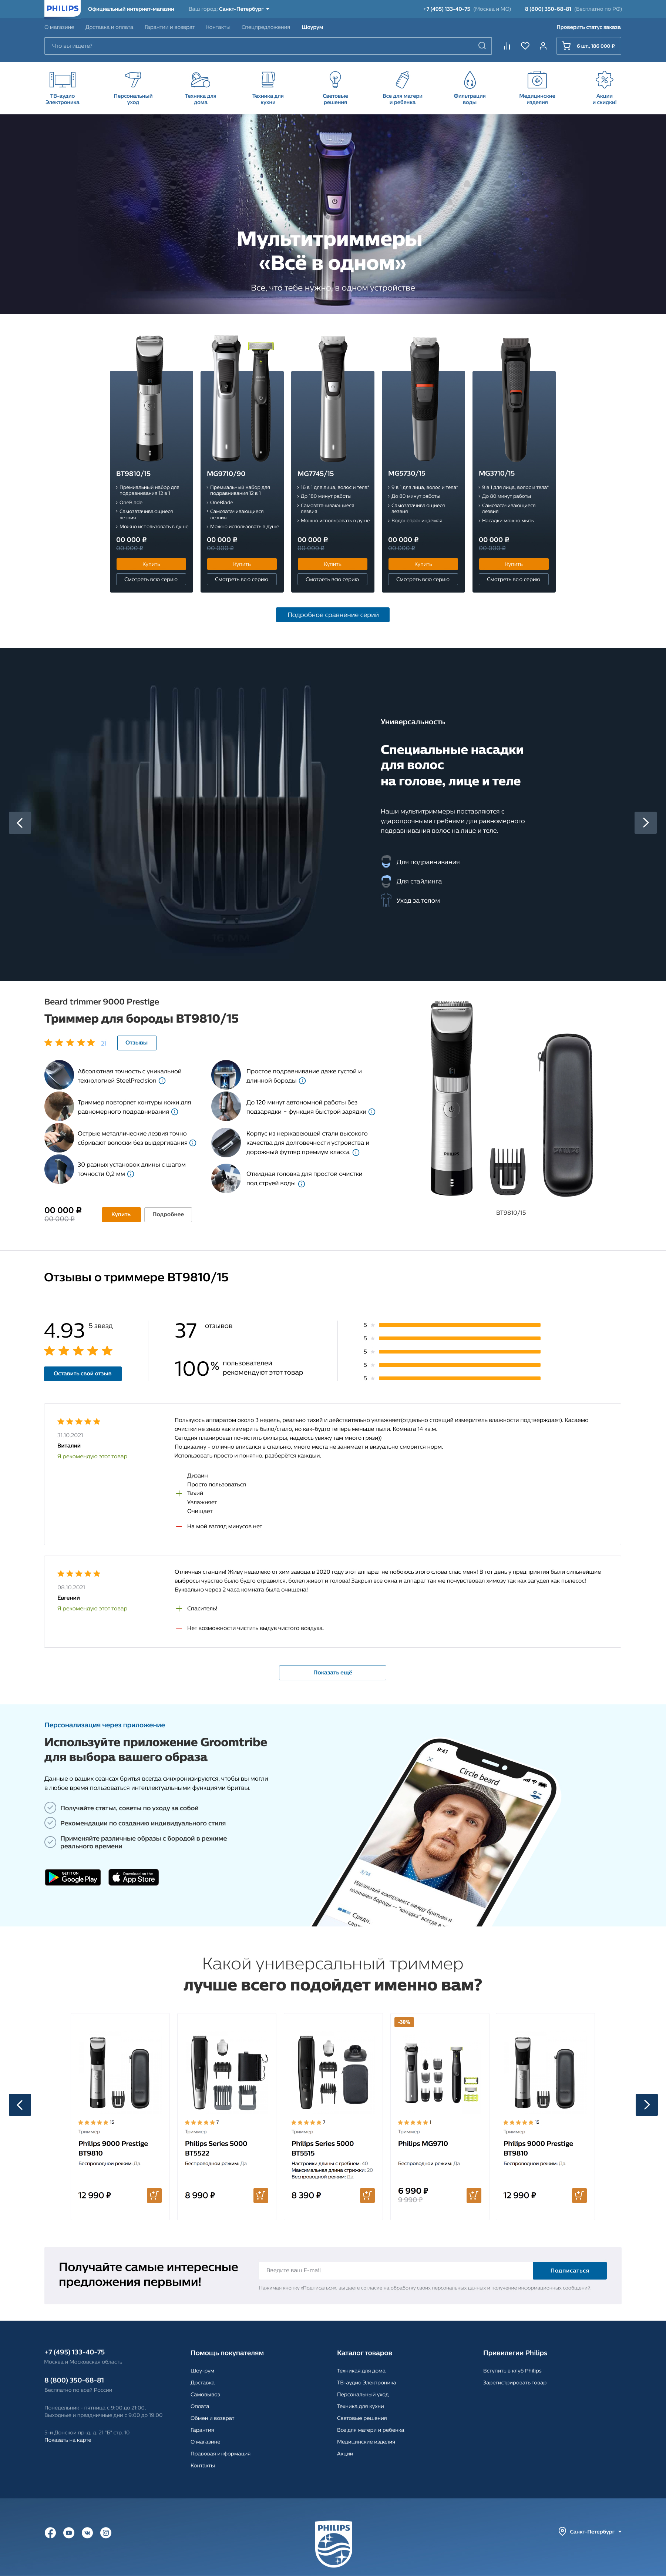 PHILIPS
Официальный интернет-магазин
Ваш город: Санкт-Петербург
+7 (495) 133-40-75 (Москва и МО)
8 (800) 350-68-81 (Бесплатно по РФ)
О магазине
Доставка и оплата
Гарантия и возврат
Контакты
Спецпредложения
Шоурум
Проверить статус заказа
Что вы ищете?
6 шт., 186 000 ₽
ТВ-аудио
Электроника
Персональный
уход
Техника для
дома
Техника для
кухни
Световые
решения
Все для матери
и ребенка
Фильтрация
воды
Медицинские
изделия
Акции
и скидки!
Мультитриммеры
«Всё в одном»
Все, что тебе нужно, в одном устройстве
BT9810/15
Премиальный набор для
подравнивания 12 в 1
OneBlade
Самозатачивающиеся
лезвия
Можно использовать в душе
00 000 ₽
00 000 ₽
Купить
Смотреть всю серию
MG9710/90
Премиальный набор для
подравнивания 12 в 1
OneBlade
Самозатачивающиеся
лезвия
Можно использовать в душе
00 000 ₽
00 000 ₽
Купить
Смотреть всю серию
MG7745/15
16 в 1 для лица, волос и тела*
До 180 минут работы
Самозатачивающиеся
лезвия
Можно использовать в душе
00 000 ₽
00 000 ₽
Купить
Смотреть всю серию
MG5730/15
9 в 1 для лица, волос и тела*
До 80 минут работы
Самозатачивающиеся
лезвия
Водонепроницаемая
00 000 ₽
00 000 ₽
Купить
Смотреть всю серию
MG3710/15
9 в 1 для лица, волос и тела*
До 80 минут работы
Самозатачивающиеся
лезвия
Насадки можно мыть
00 000 ₽
00 000 ₽
Купить
Смотреть всю серию
Подробное сравнение серий
Универсальность
Специальные насадки
для волос
на голове, лице и теле
Наши мультитриммеры поставляются с
ударопрочными гребнями для равномерного
подравнивания волос на лице и теле.
Для подравнивания
Для стайлинга
Уход за телом
Beard trimmer 9000 Prestige
Триммер для бороды BT9810/15
21
Отзывы
Абсолютная точность с уникальной
технологией SteelPrecision
Триммер повторяет контуры кожи для
равномерного подравнивания
Острые металлические лезвия точно
сбривают волоски без выдергивания
30 разных установок длины с шагом
точности 0,2 мм
Простое подравнивание даже густой и
длинной бороды
До 120 минут автономной работы без
подзарядки + функция быстрой зарядки
Корпус из нержавеющей стали высокого
качества для долговечности устройства и
дорожный футляр премиум класса
Откидная головка для простой очистки
под струей воды
00 000 ₽
00 000 ₽
Купить
Подробнее
BT9810/15
Отзывы о триммере BT9810/15
4.93
5 звезд
Оставить свой отзыв
37 отзывов
100% пользователей
рекомендуют этот товар
5
5
5
5
5
31.10.2021
Виталий
Я рекомендую этот товар
Пользуюсь аппаратом около 3 недель, реально тихий и действительно увлажняет(отдельно стоящий измеритель влажности подтверждает). Касаемо
очистки не знаю как измерить было/стало, но как-будто теперь меньше пыли. Комната 14 кв.м.
Сегодня планировал почистить фильтры, надеюсь увижу там много грязи))
По дизайну - отлично вписался в спальню, много места не занимает и визуально сморится норм.
Использовать просто и понятно, разберётся каждый.
Дизайн
Просто пользоваться
Тихий
Увлажняет
Очищает
На мой взгляд минусов нет
08.10.2021
Евгений
Я рекомендую этот товар
Отличная станция! Живу недалеко от хим завода в 2020 году этот аппарат не побоюсь этого слова спас меня! В тот день у предприятия были сильнейшие
выбросы чувство было будто отравился, болел живот и голова! Закрыл все окна и аппарат так же почувствовал химозу так как загудел как пылесос!
Буквально через 2 часа комната была очищена!
Спаситель!
Нет возможности чистить выдув чистого воздуха.
Показать ещё
Персонализация через приложение
Используйте приложение Groomtribe
для выбора вашего образа
Данные о ваших сеансах бритья всегда синхронизируются, чтобы вы могли
в любое время пользоваться интеллектуальными функциями бритвы.
Получайте статьи, советы по уходу за собой
Рекомендации по созданию индивидуального стиля
Применяйте различные образы с бородой в режиме
реального времени
GET IT ON
Google Play
Download on the
App Store
9:41
Circle beard
3/14
Идеальный компромисс между бритьем и
наличием бороды — "канадка" всегда в
Средн.
Какой универсальный триммер
лучше всего подойдет именно вам?
15
Триммер
Philips 9000 Prestige
BT9810
Беспроводной режим: Да
12 990 ₽
7
Триммер
Philips Series 5000
BT5522
Беспроводной режим: Да
8 990 ₽
7
Триммер
Philips Series 5000
BT5515
Настройки длины с гребнем: 40
Максимальная длина стрижки: 20
Беспроводной режим: Да
8 390 ₽
-30%
1
Триммер
Philips MG9710
Беспроводной режим: Да
6 990 ₽
9 990 ₽
15
Триммер
Philips 9000 Prestige
BT9810
Беспроводной режим: Да
12 990 ₽
Получайте самые интересные
предложения первыми!
Введите ваш E-mail
Подписаться
Нажимая кнопку «Подписаться», вы даете согласие на обработку своих персональных данных и получение информационных сообщений.
+7 (495) 133-40-75
Москва и Московская область
8 (800) 350-68-81
Бесплатно по всей России
Понедельник - пятница с 9:00 до 21:00,
Выходные и праздничные дни с 9:00 до 19:00
5-й Донской пр-д, д. 21 "Б" стр. 10.
Показать на карте
Помощь покупателям
Шоу-рум
Доставка
Самовывоз
Оплата
Обмен и возврат
Гарантия
О магазине
Правовая информация
Контакты
Каталог товаров
Техникая для дома
ТВ-аудио Электроника
Персональный уход
Техника для кухни
Световые решения
Все для матери и ребенка
Медицинские изделия
Акции
Привилегии Philips
Вступить в клуб Philips
Зарегистрировать товар
PHILIPS
Санкт-Петербург